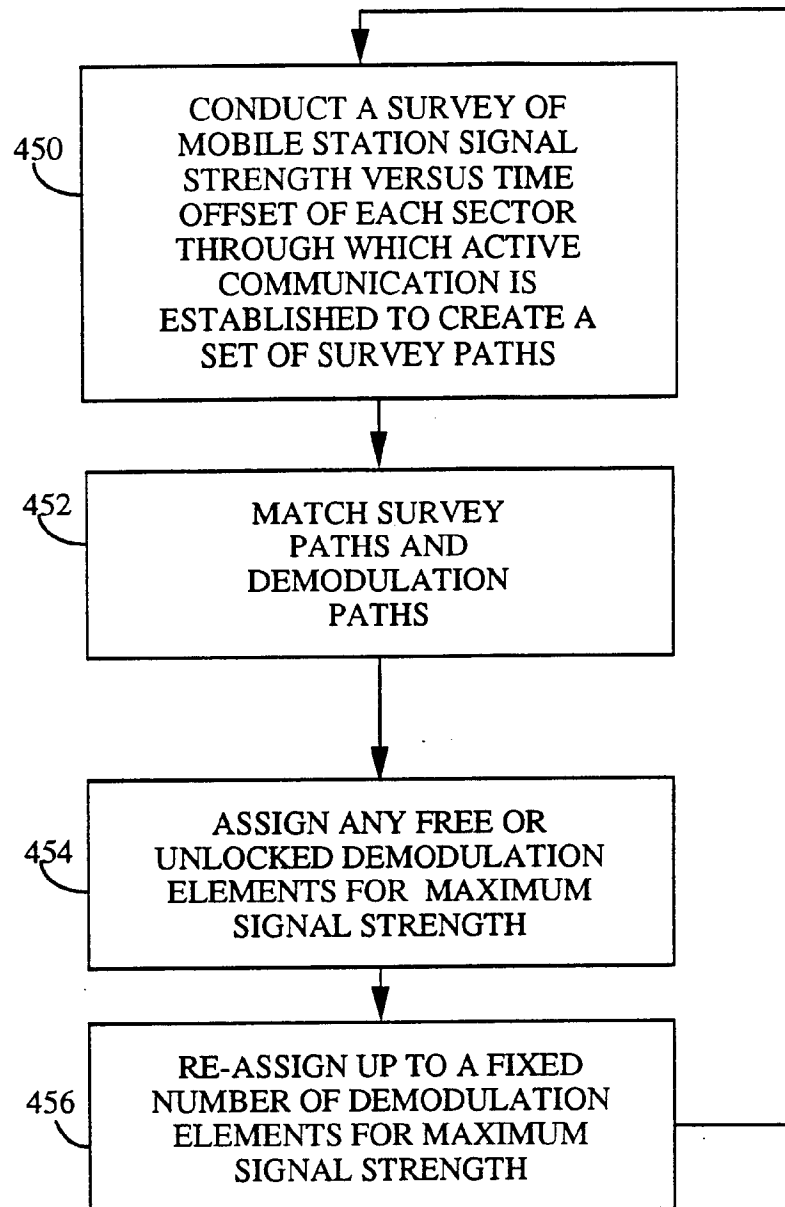 450
CONDUCT A SURVEY OF
MOBILE STATION SIGNAL
STRENGTH VERSUS TIME
OFFSET OF EACH SECTOR
THROUGH WHICH ACTIVE
COMMUNICATION IS
ESTABLISHED TO CREATE A
SET OF SURVEY PATHS
452
MATCH SURVEY
PATHS AND
DEMODULATION
PATHS
454
ASSIGN ANY FREE OR
UNLOCKED DEMODULATION
ELEMENTS FOR MAXIMUM
SIGNAL STRENGTH
456
RE-ASSIGN UP TO A FIXED
NUMBER OF DEMODULATION
ELEMENTS FOR MAXIMUM
SIGNAL STRENGTH